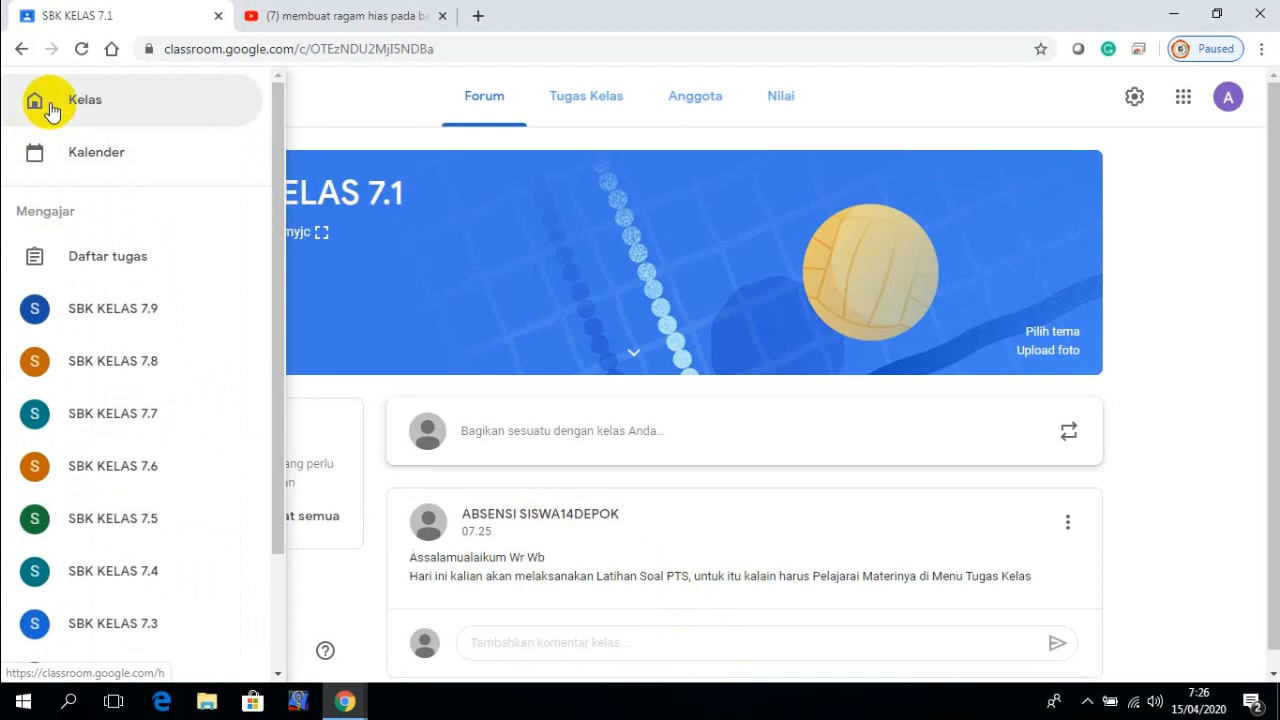 SBK KELAS 7.1
(7) membuat ragam hias pada ba
classroom.google.com/c/OTEzNDU2MjI5NDBa
Paused
Kelas
Kalender
Mengajar
Daftar tugas
SBK KELAS 7.9
SBK KELAS 7.8
SBK KELAS 7.7
SBK KELAS 7.6
SBK KELAS 7.5
SBK KELAS 7.4
SBK KELAS 7.3
https://classroom.google.com/h
Forum
Tugas Kelas
Anggota
Nilai
A
ELAS 7.1
myjc
Pilih tema
Upload foto
ang perlu
an
at semua
Bagikan sesuatu dengan kelas Anda...
ABSENSI SISWA14DEPOK
07.25
Assalamualaikum Wr Wb
Hari ini kalian akan melaksanakan Latihan Soal PTS, untuk itu kalain harus Pelajarai Materinya di Menu Tugas Kelas
Tambahkan komentar kelas...
7:26
15/04/2020
2